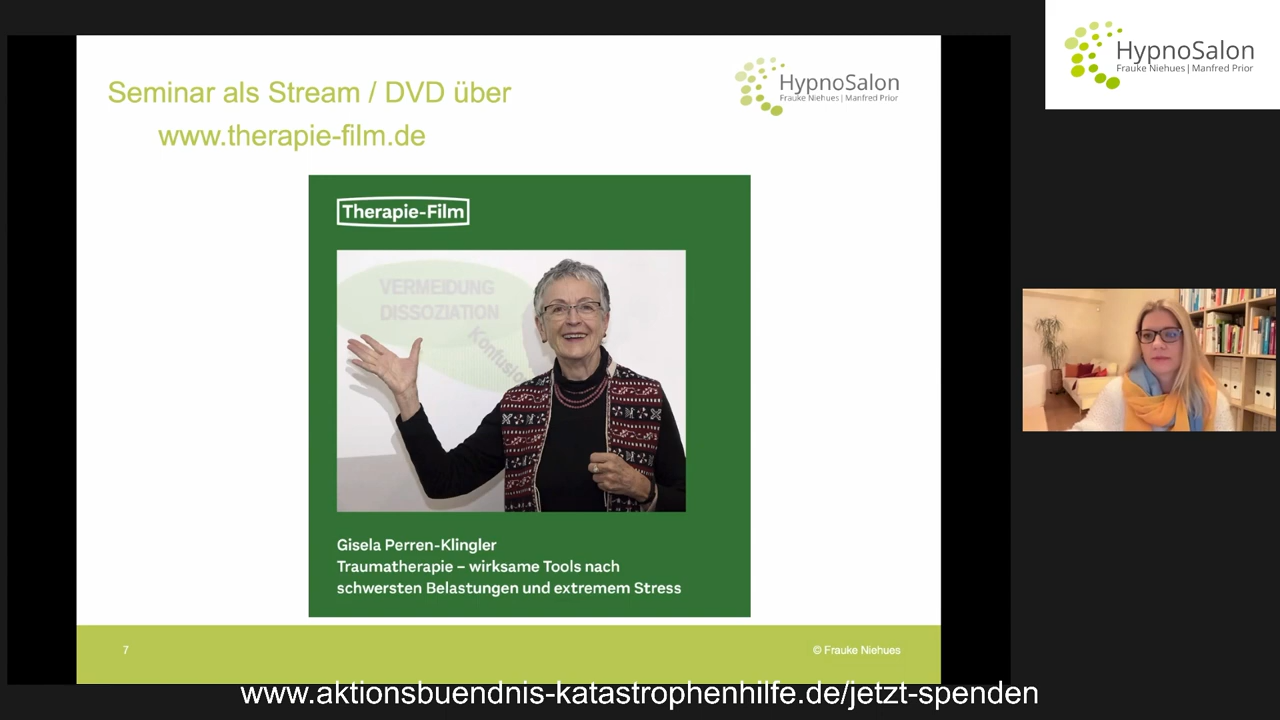 Seminar als Stream / DVD über
www.therapie-film.de
HypnoSalon
Frauke Niehues | Manfred Prior
HypnoSalon
Frauke Niehues | Manfred Prior
Therapie-Film
VERMEIDUNG
DISSOZIATION
Konfusion
Gisela Perren-Klingler
Traumatherapie – wirksame Tools nach
schwersten Belastungen und extremem Stress
7
© Frauke Niehues
www.aktionsbuendnis-katastrophenhilfe.de/jetzt-spenden